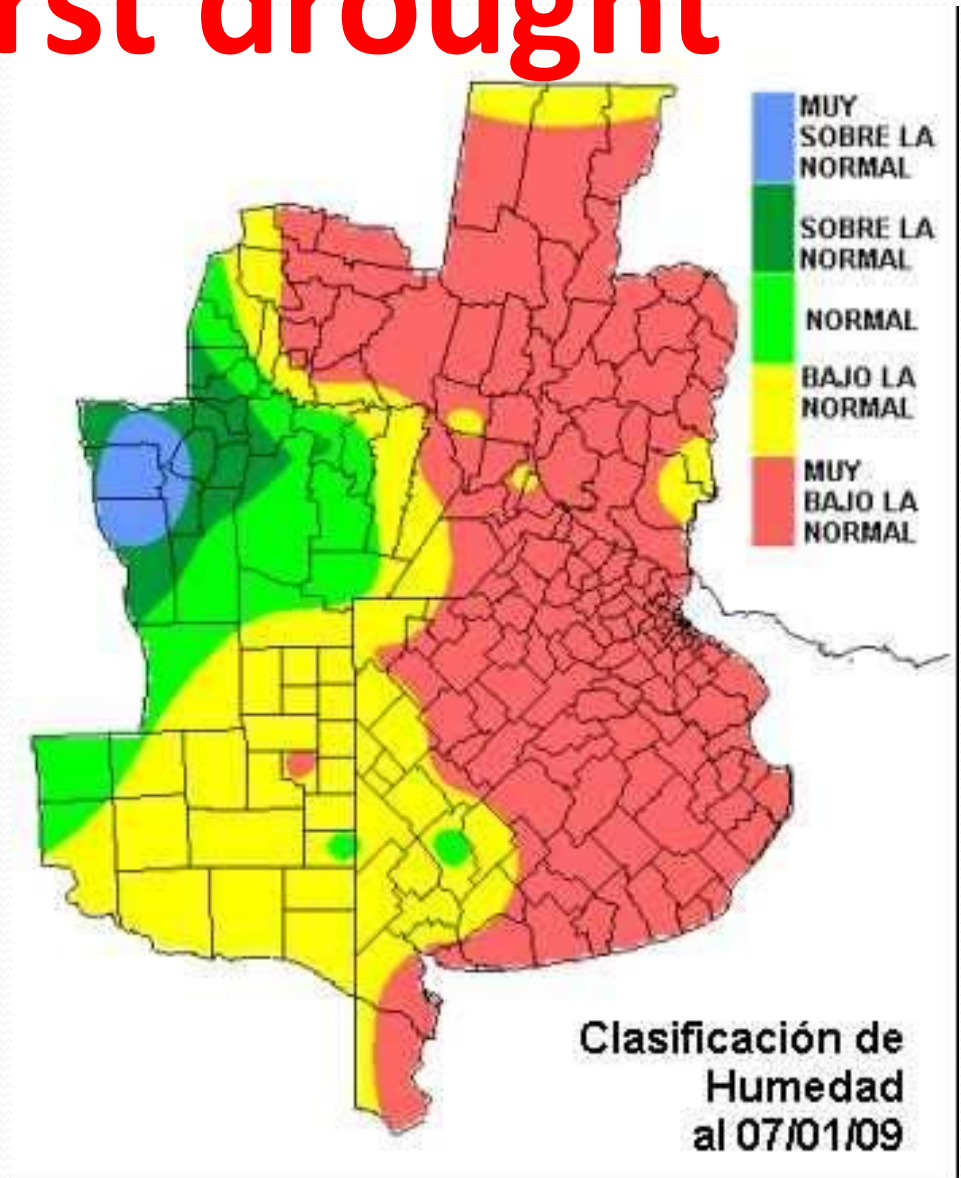 rst drought
MUY
SOBRE LA
NORMAL
SOBRE LA
NORMAL
NORMAL
BAJO LA
NORMAL
MUY
BAJO LA
NORMAL
Clasificación de
Humedad
al 07/01/09